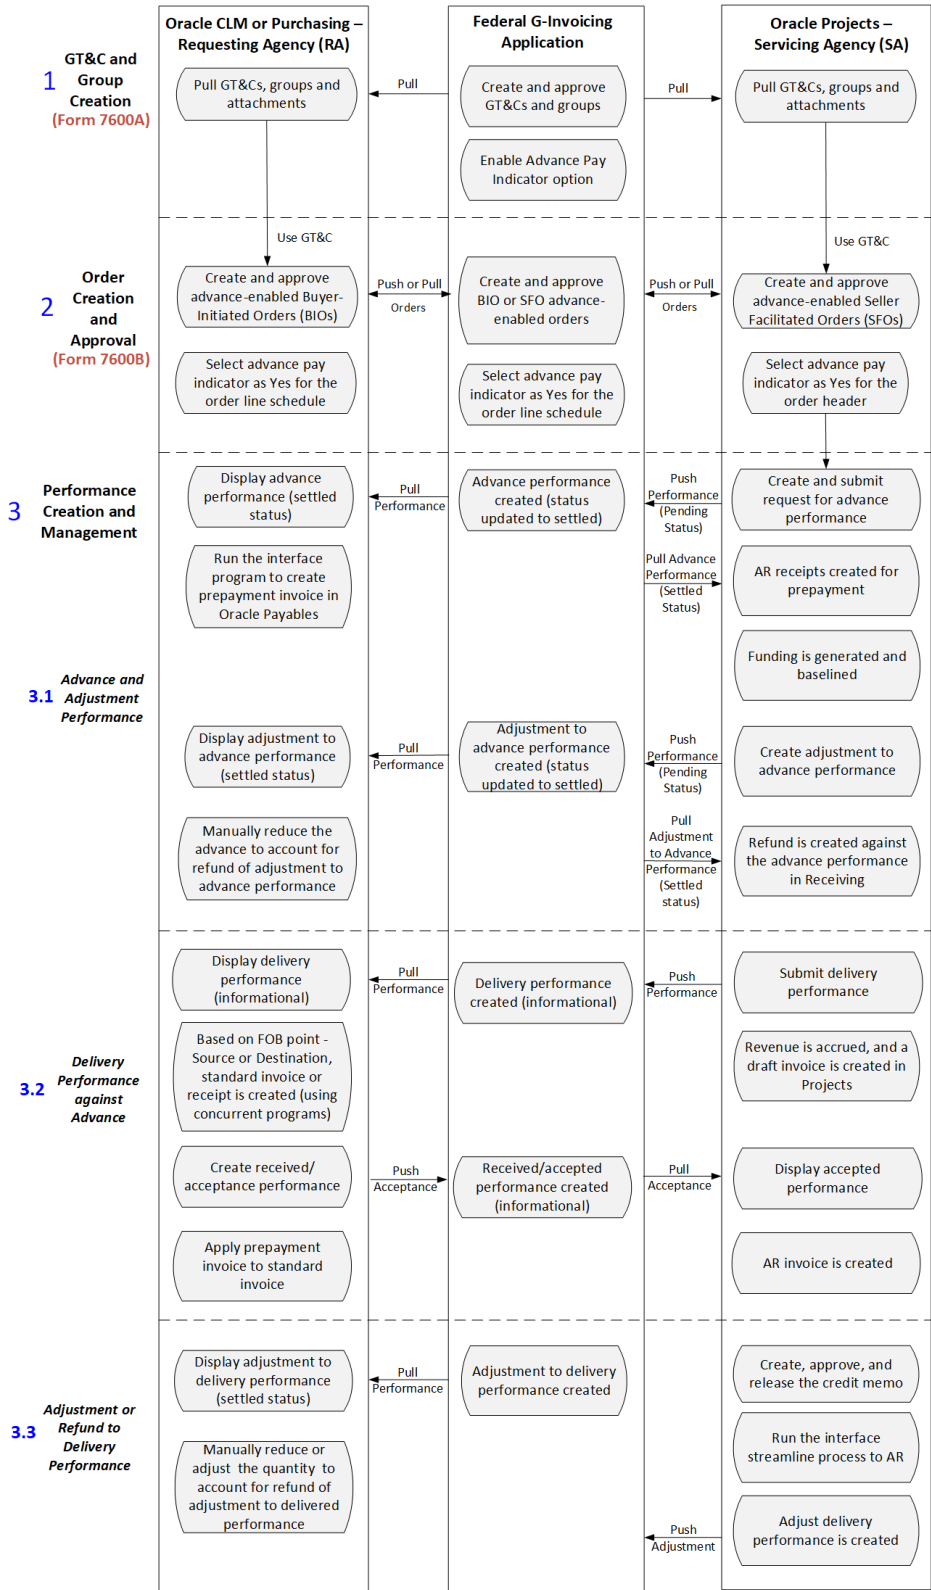 Oracle CLM or Purchasing –
Requesting Agency (RA)
Federal G-Invoicing
Application
Oracle Projects –
Servicing Agency (SA)
1
GT&C and
Group
Creation
(Form 7600A)
Pull GT&Cs, groups and
attachments
Pull
Create and approve
GT&Cs and groups
Pull
Pull GT&Cs, groups and
attachments
Enable Advance Pay
Indicator option
Use GT&C
Use GT&C
2
Order
Creation
and
Approval
(Form 7600B)
Create and approve
advance-enabled Buyer-
Initiated Orders (BIOs)
Push or Pull
Orders
Create and approve
BIO or SFO advance-
enabled orders
Push or Pull
Orders
Create and approve
advance-enabled Seller
Facilitated Orders (SFOs)
Select advance pay
indicator as Yes for the
order line schedule
Select advance pay
indicator as Yes for the
order line schedule
Select advance pay
indicator as Yes for the
order header
3
Performance
Creation and
Management
Display advance
performance (settled
status)
Pull
Performance
Advance performance
created (status
updated to settled)
Push
Performance
(Pending
Status)
Create and submit
request for advance
performance
Run the interface
program to create
prepayment invoice in
Oracle Payables
Pull Advance
Performance
(Settled
Status)
AR receipts created for
prepayment
Funding is generated and
baselined
3.1
Advance and
Adjustment
Performance
Display adjustment to
advance performance
(settled status)
Pull
Performance
Adjustment to
advance performance
created (status
updated to settled)
Push
Performance
(Pending
Status)
Create adjustment to
advance performance
Manually reduce the
advance to account for
refund of adjustment to
advance performance
Pull
Adjustment
to Advance
Performance
(Settled
status)
Refund is created against
the advance performance
in Receiving
3.2
Delivery
Performance
against
Advance
Display delivery
performance
(informational)
Pull
Performance
Delivery performance
created (informational)
Push
Performance
Submit delivery
performance
Based on FOB point -
Source or Destination,
standard invoice or
receipt is created (using
concurrent programs)
Revenue is accrued, and a
draft invoice is created in
Projects
Create received/
acceptance performance
Push
Acceptance
Received/accepted
performance created
(informational)
Pull
Acceptance
Display accepted
performance
Apply prepayment
invoice to standard
invoice
AR invoice is created
3.3
Adjustment or
Refund to
Delivery
Performance
Display adjustment to
delivery performance
(settled status)
Pull
Performance
Adjustment to delivery
performance created
Create, approve, and
release the credit memo
Manually reduce or
adjust the quantity to
account for refund of
adjustment to delivered
performance
Run the interface
streamline process to AR
Push
Adjustment
Adjust delivery
performance is created